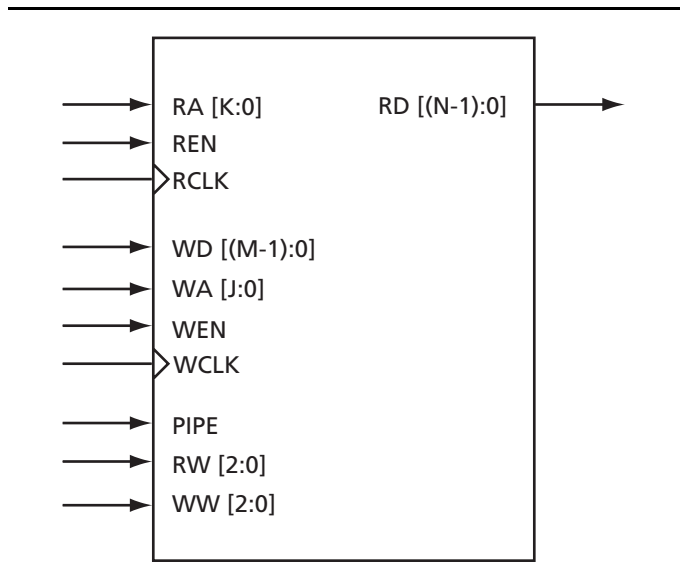 RA [K:0] RD [(N-1):0]
REN
RCLK
WD [(M-1):0]
WA [J:0]
WEN
WCLK
PIPE
RW [2:0]
WW [2:0]